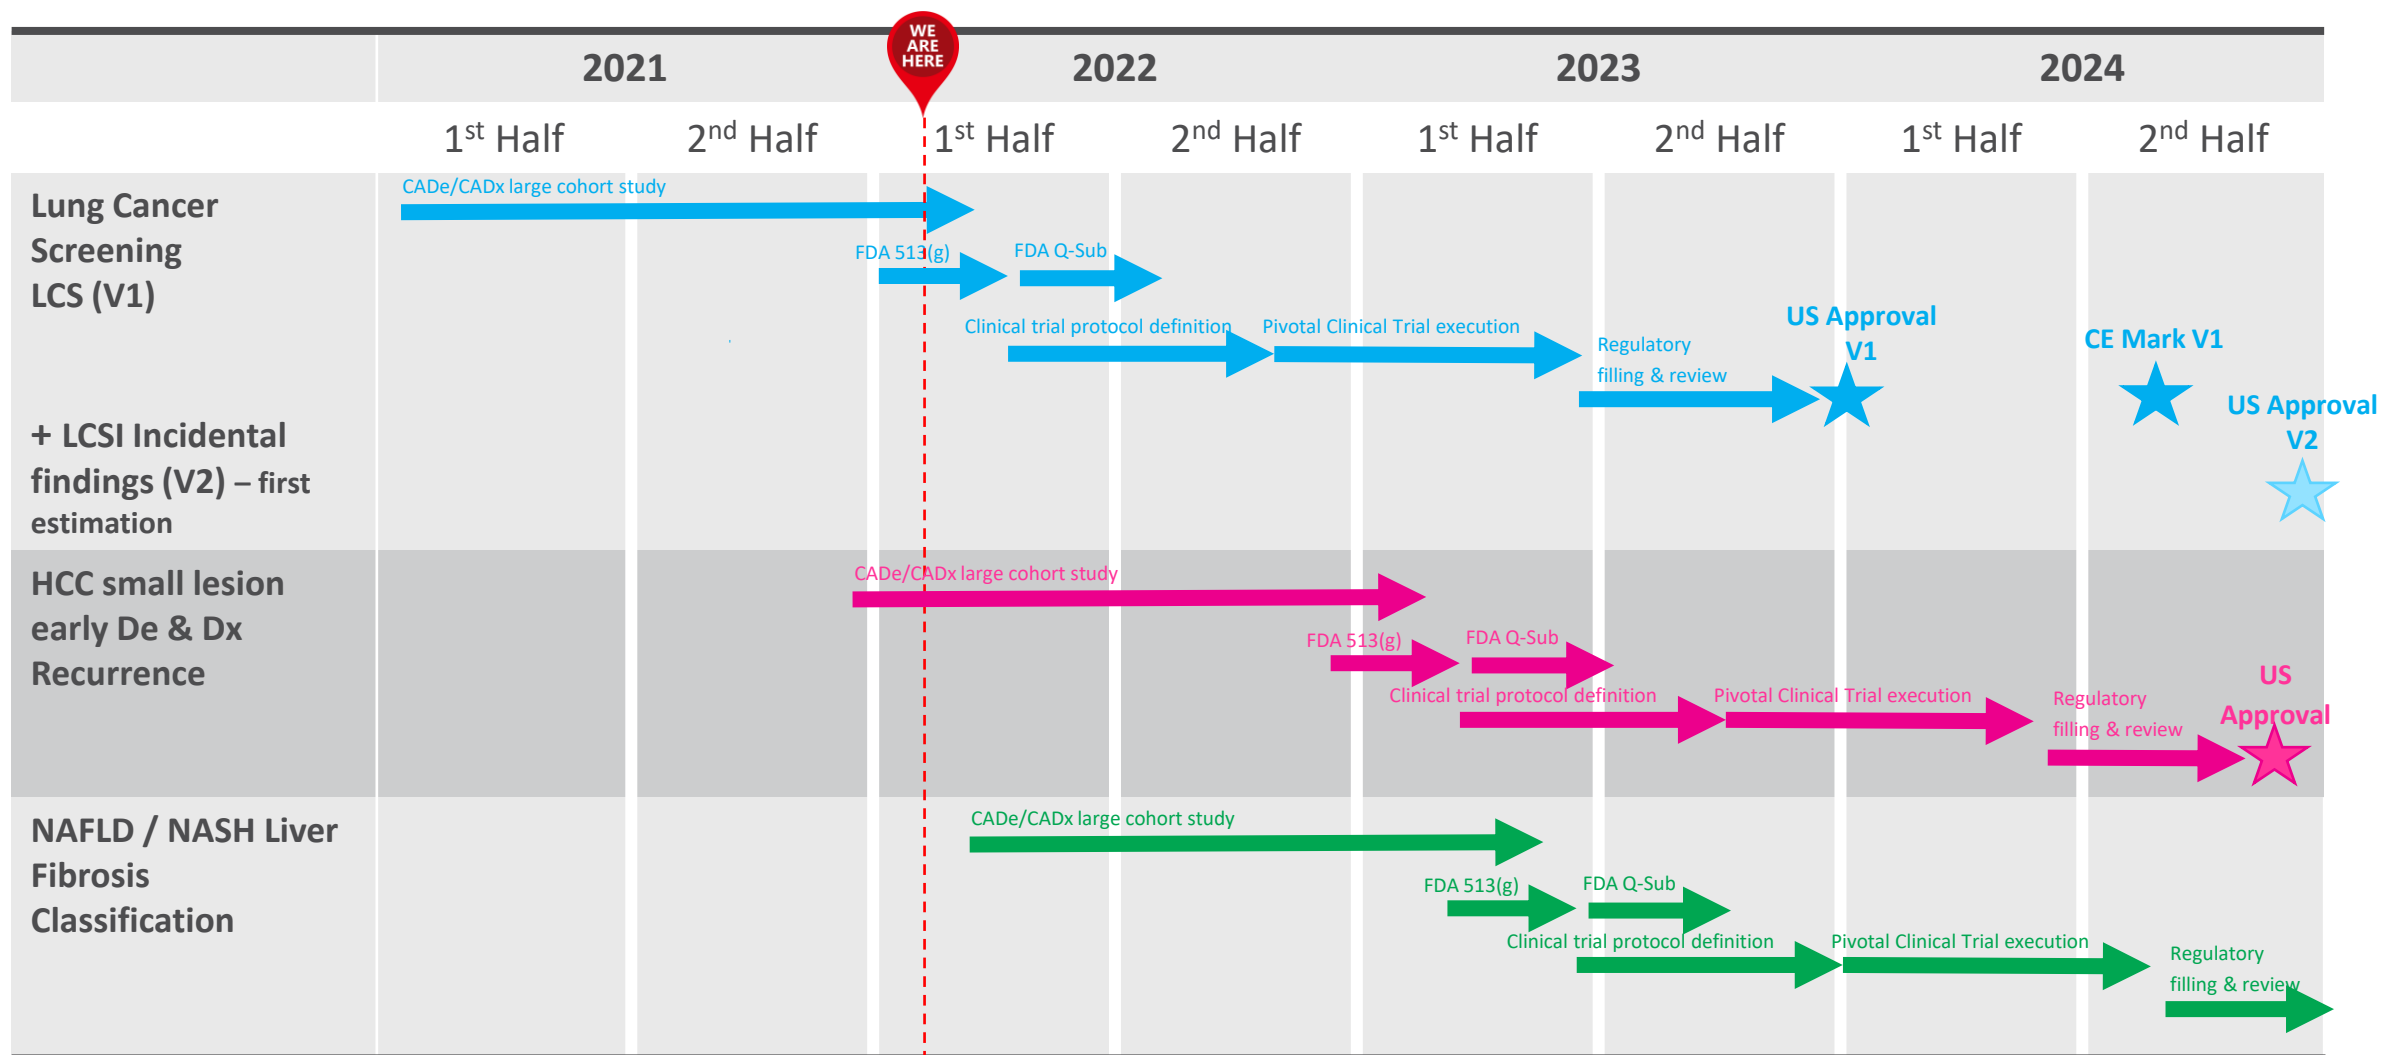 WE
ARE
HERE
2021
2022
2023
2024
1st Half
2nd Half
1st Half
2nd Half
1st Half
2nd Half
1st Half
2nd Half
Lung Cancer
Screening
LCS (V1)
+ LCSI Incidental
findings (V2) – first
estimation
CADe/CADx large cohort study
FDA 513(g)
FDA Q-Sub
Clinical trial protocol definition
Pivotal Clinical Trial execution
Regulatory
filling & review
US Approval
V1
CE Mark V1
US Approval
V2
HCC small lesion
early De & Dx
Recurrence
CADe/CADx large cohort study
FDA 513(g)
FDA Q-Sub
Clinical trial protocol definition
Pivotal Clinical Trial execution
Regulatory
filling & review
US
Approval
NAFLD / NASH Liver
Fibrosis
Classification
CADe/CADx large cohort study
FDA 513(g)
FDA Q-Sub
Clinical trial protocol definition
Pivotal Clinical Trial execution
Regulatory
filling & review